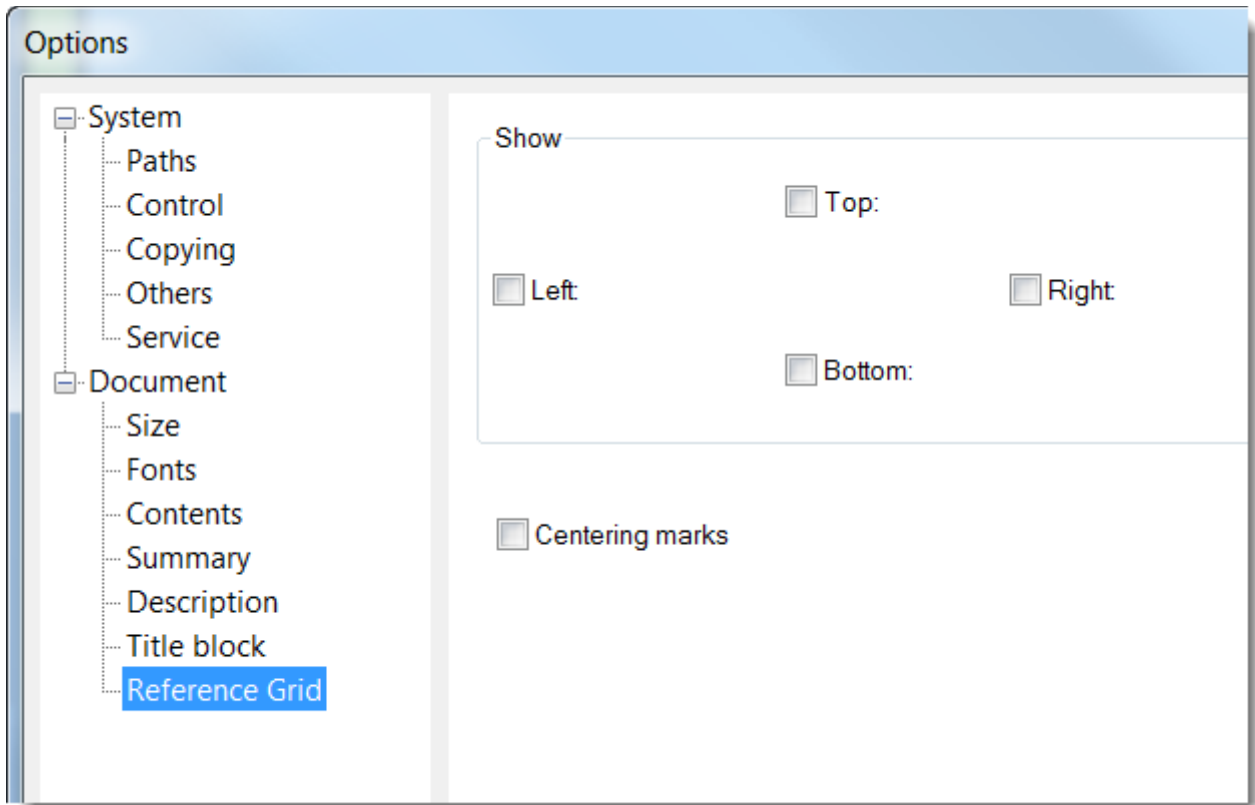 Options
System
Paths
Control
Copying
Others
Service
Document
Size
Fonts
Contents
Summary
Description
Title block
Reference Grid
Show
Top:
Left:
Right:
Bottom:
Centering marks